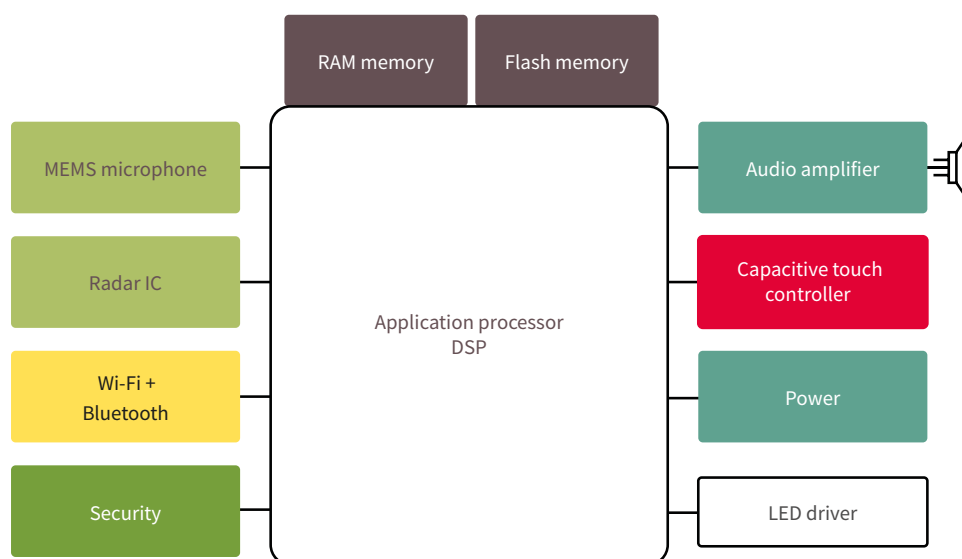 RAM memory
Flash memory
MEMS microphone
Audio amplifier
Radar IC
Capacitive touch
controller
Application processor
DSP
Wi-Fi +
Bluetooth
Power
Security
LED driver